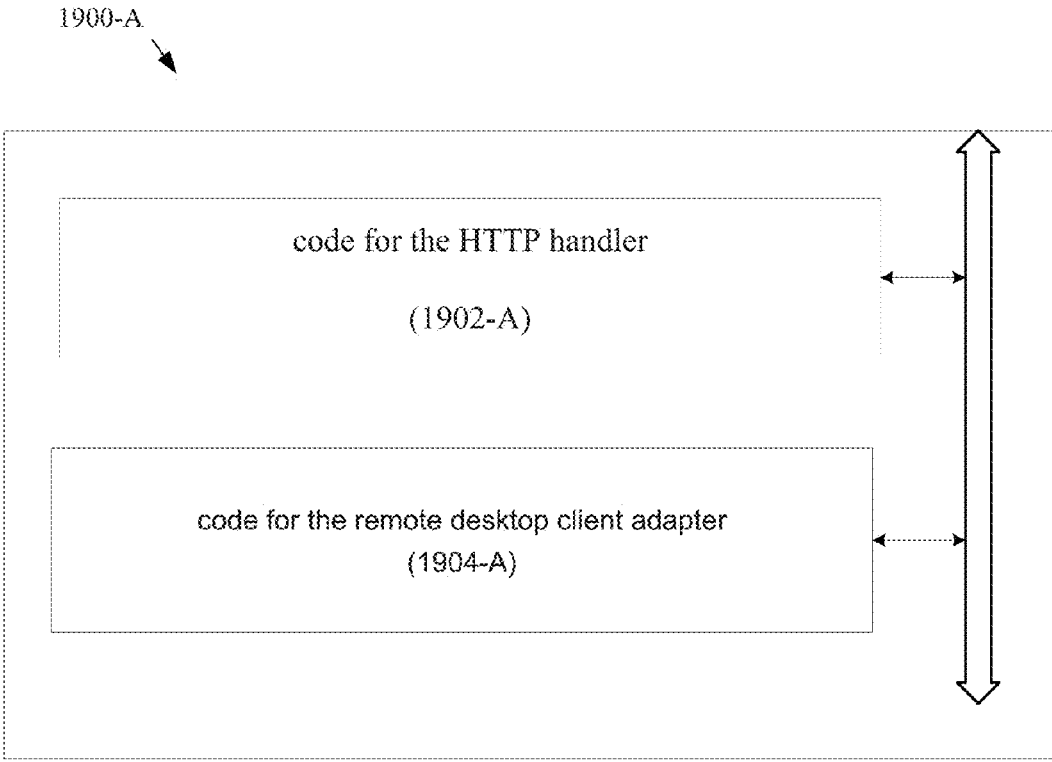 1900-A
code for the HTTP handler
(1902-A)
code for the remote desktop client adapter
(1904-A)